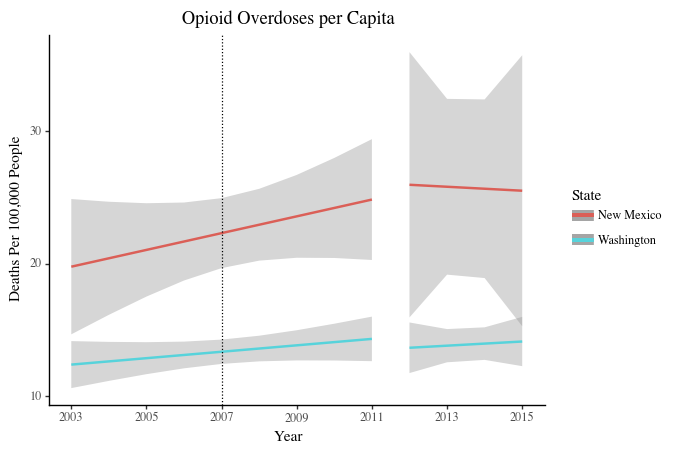 Opioid Overdoses per Capita
Deaths Per 100,000 People
30
20
10
2003 2005 2007 2009 2011 2013 2015
Year
State
New Mexico
Washington